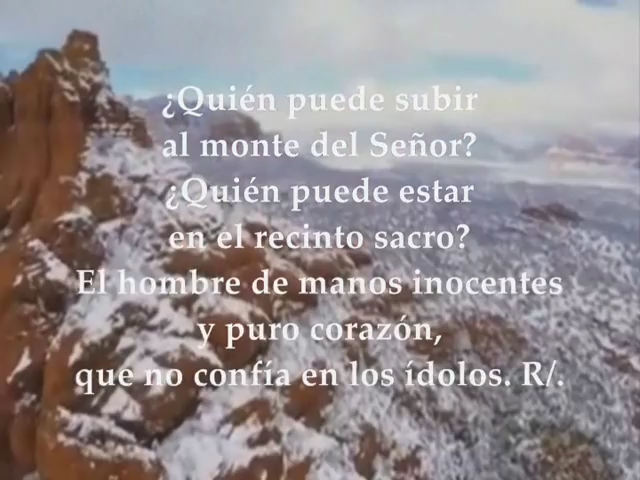 ¿Quién puede subir
al monte del Señor?
¿Quién puede estar
en el recinto sacro?
El hombre de manos inocentes
y puro corazón,
que no confía en los ídolos. R/.